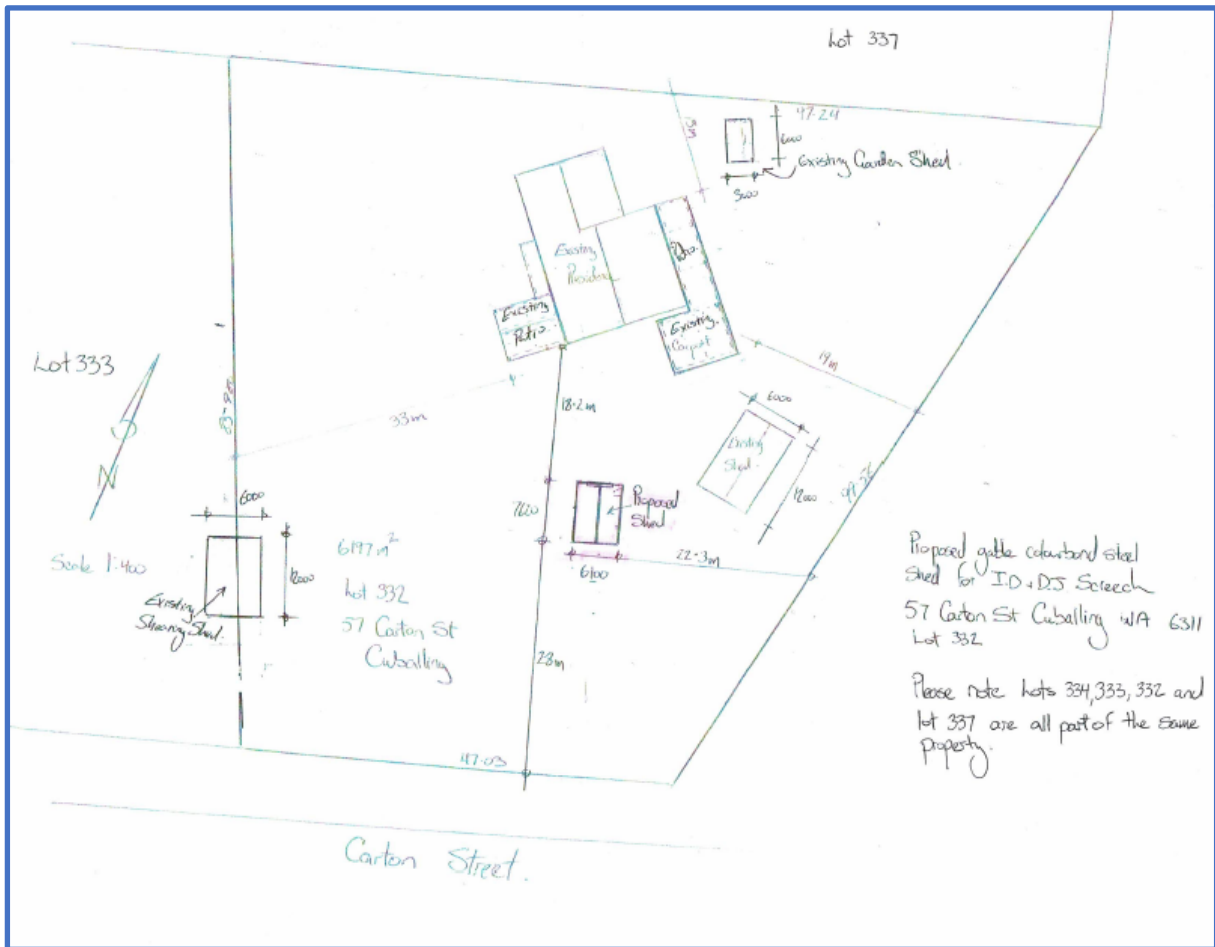 Lot 337
47.24
5m
6000
Existing Garden Shed.
3000
Existing
Residence
Patio.
Existing
Patio
Existing
Carport
Lot 333
N
33m
18.2m
19m
6000
Existing
Shed.
12000
7620
Proposed
Shed
6100
22.3m
6000
12000
Scale 1:400
Existing
Shearing Shed.
6197m²
Lot 332
57 Carton St
Cuballing
28m
Proposed gable colourbond steel
Shed for I.D + D.J Screech
57 Carton St Cuballing WA 6311
Lot 332
Please note Lots 334, 333, 332 and
lot 337 are all part of the same
property.
Carton Street.